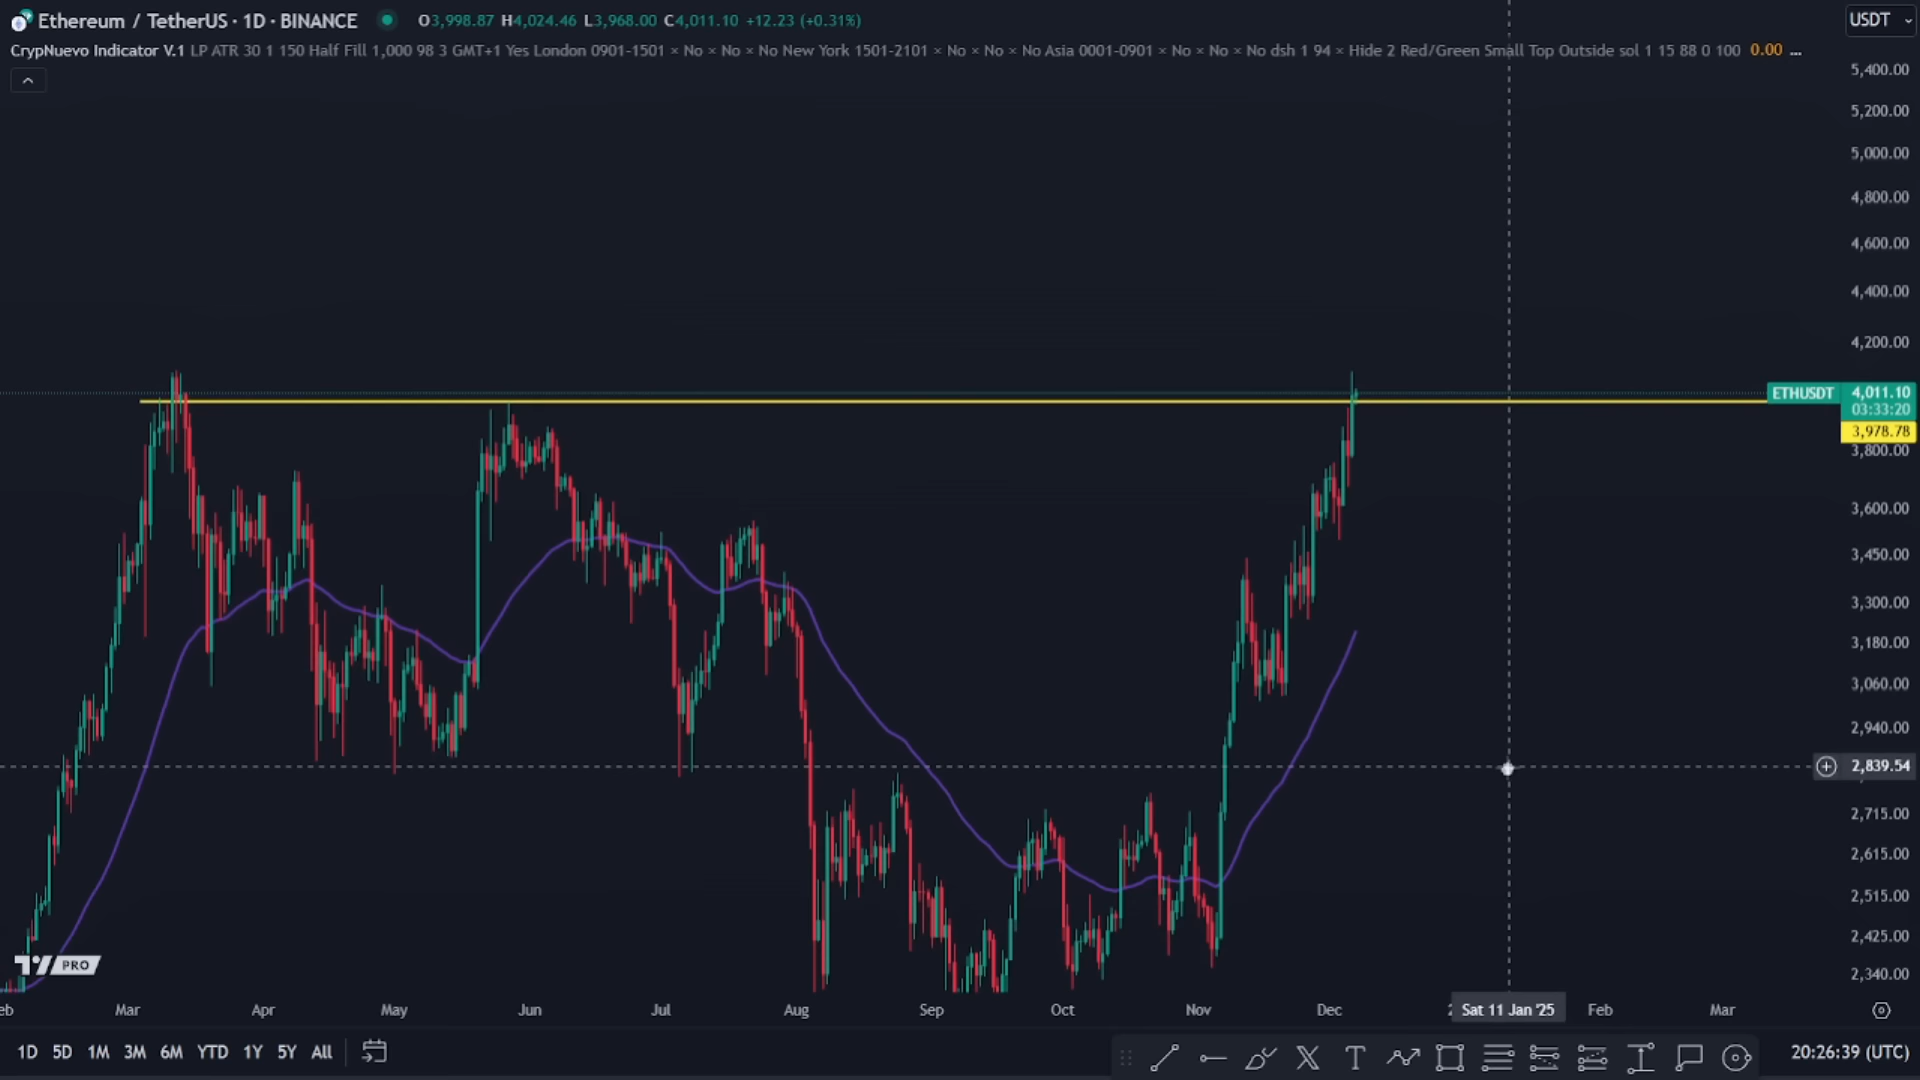 Ethereum / TetherUS · 1D · BINANCE O3,998.87 H4,024.46 L3,968.00 C4,011.10 +12.23 (+0.31%)
USDT
CrypNuevo Indicator V.1 LP ATR 30 1 150 Half Fill 1,000 98 3 GMT+1 Yes London 0901-1501 × No × No × No New York 1501-2101 × No × No × No Asia 0001-0901 × No × No × No dsh 1 94 × Hide 2 Red/Green Small Top Outside sol 1 15 88 0 100 0.00 ...
5,400.00
5,200.00
5,000.00
4,800.00
4,600.00
4,400.00
4,200.00
ETHUSDT 4,011.10
03:33:20
3,978.78
3,800.00
3,600.00
3,450.00
3,300.00
3,180.00
3,060.00
2,940.00
2,839.54
2,715.00
2,615.00
2,515.00
2,425.00
2,340.00
TV PRO
eb Mar Apr May Jun Jul Aug Sep Oct Nov Dec Sat 11 Jan '25 Feb Mar
1D 5D 1M 3M 6M YTD 1Y 5Y All
20:26:39 (UTC)